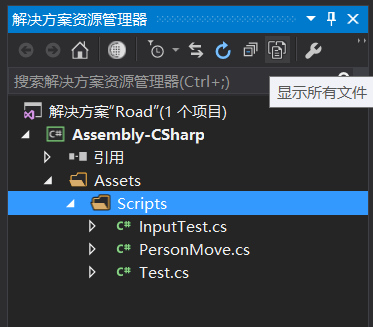 解决方案资源管理器
搜索解决方案资源管理器(Ctrl+;)
显示所有文件
解决方案"Road"(1 个项目)
C# Assembly-CSharp
引用
Assets
Scripts
C# InputTest.cs
C# PersonMove.cs
C# Test.cs